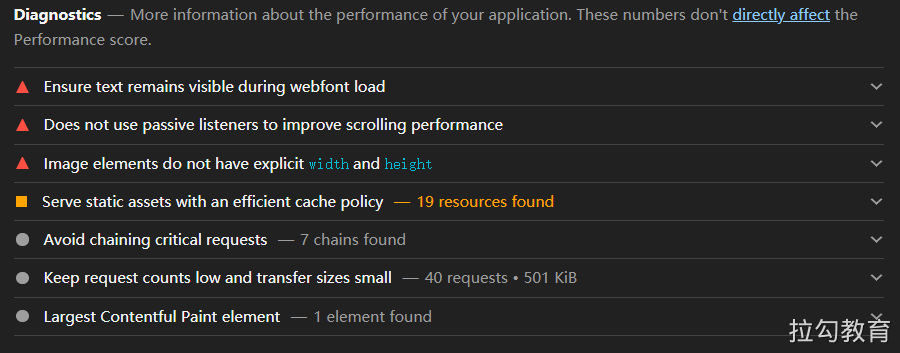 Diagnostics — More information about the performance of your application. These numbers don't directly affect the
Performance score.
Ensure text remains visible during webfont load
Does not use passive listeners to improve scrolling performance
Image elements do not have explicit width and height
Serve static assets with an efficient cache policy — 19 resources found
Avoid chaining critical requests — 7 chains found
Keep request counts low and transfer sizes small — 40 requests • 501 KiB
Largest Contentful Paint element — 1 element found
拉勾教育